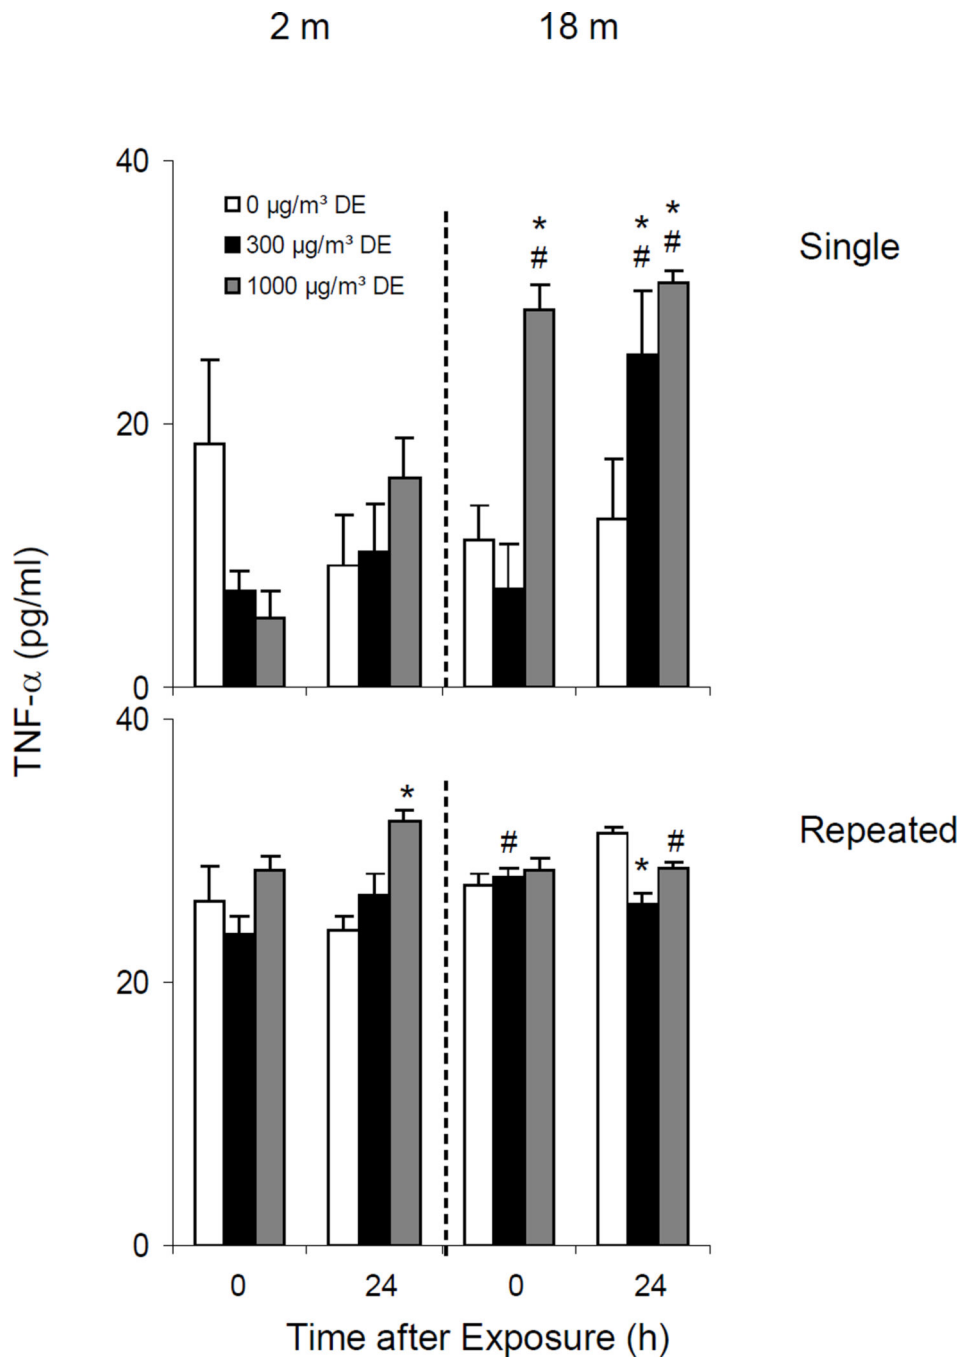 2 m 18 m
40
0 µg/m³ DE
300 µg/m³ DE
1000 µg/m³ DE
* * *
# # #
Single
20
0
TNF-α (pg/ml)
40
*
# * #
Repeated
20
0
0 24 0 24
Time after Exposure (h)